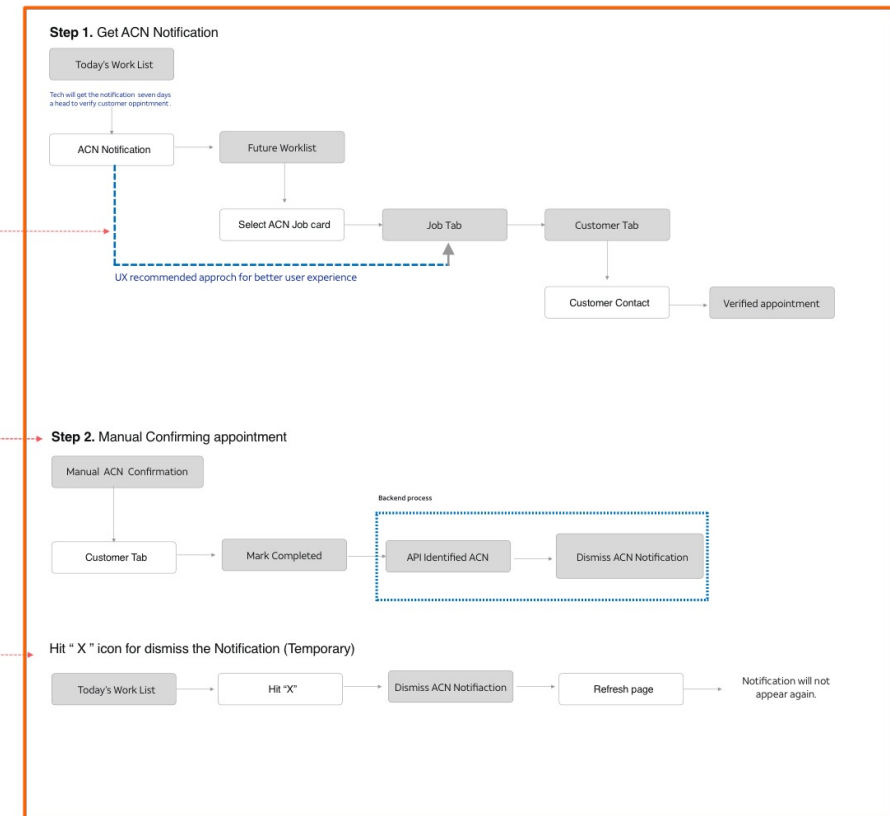 Step 1. Get ACN Notification
Today's Work List
Tech will get the notification seven days
a head to verify customer oppintmnent .
ACN Notification
Future Worklist
Select ACN Job card
Job Tab
Customer Tab
UX recommended approch for better user experience
Customer Contact
Verified appointment
Step 2. Manual Confirming appointment
Manual ACN Confirmation
Backend process
Customer Tab
Mark Completed
API Identified ACN
Dismiss ACN Notification
Hit “ X ” icon for dismiss the Notification (Temporary)
Today's Work List
Hit “X”
Dismiss ACN Notifiaction
Refresh page
Notification will not
appear again.